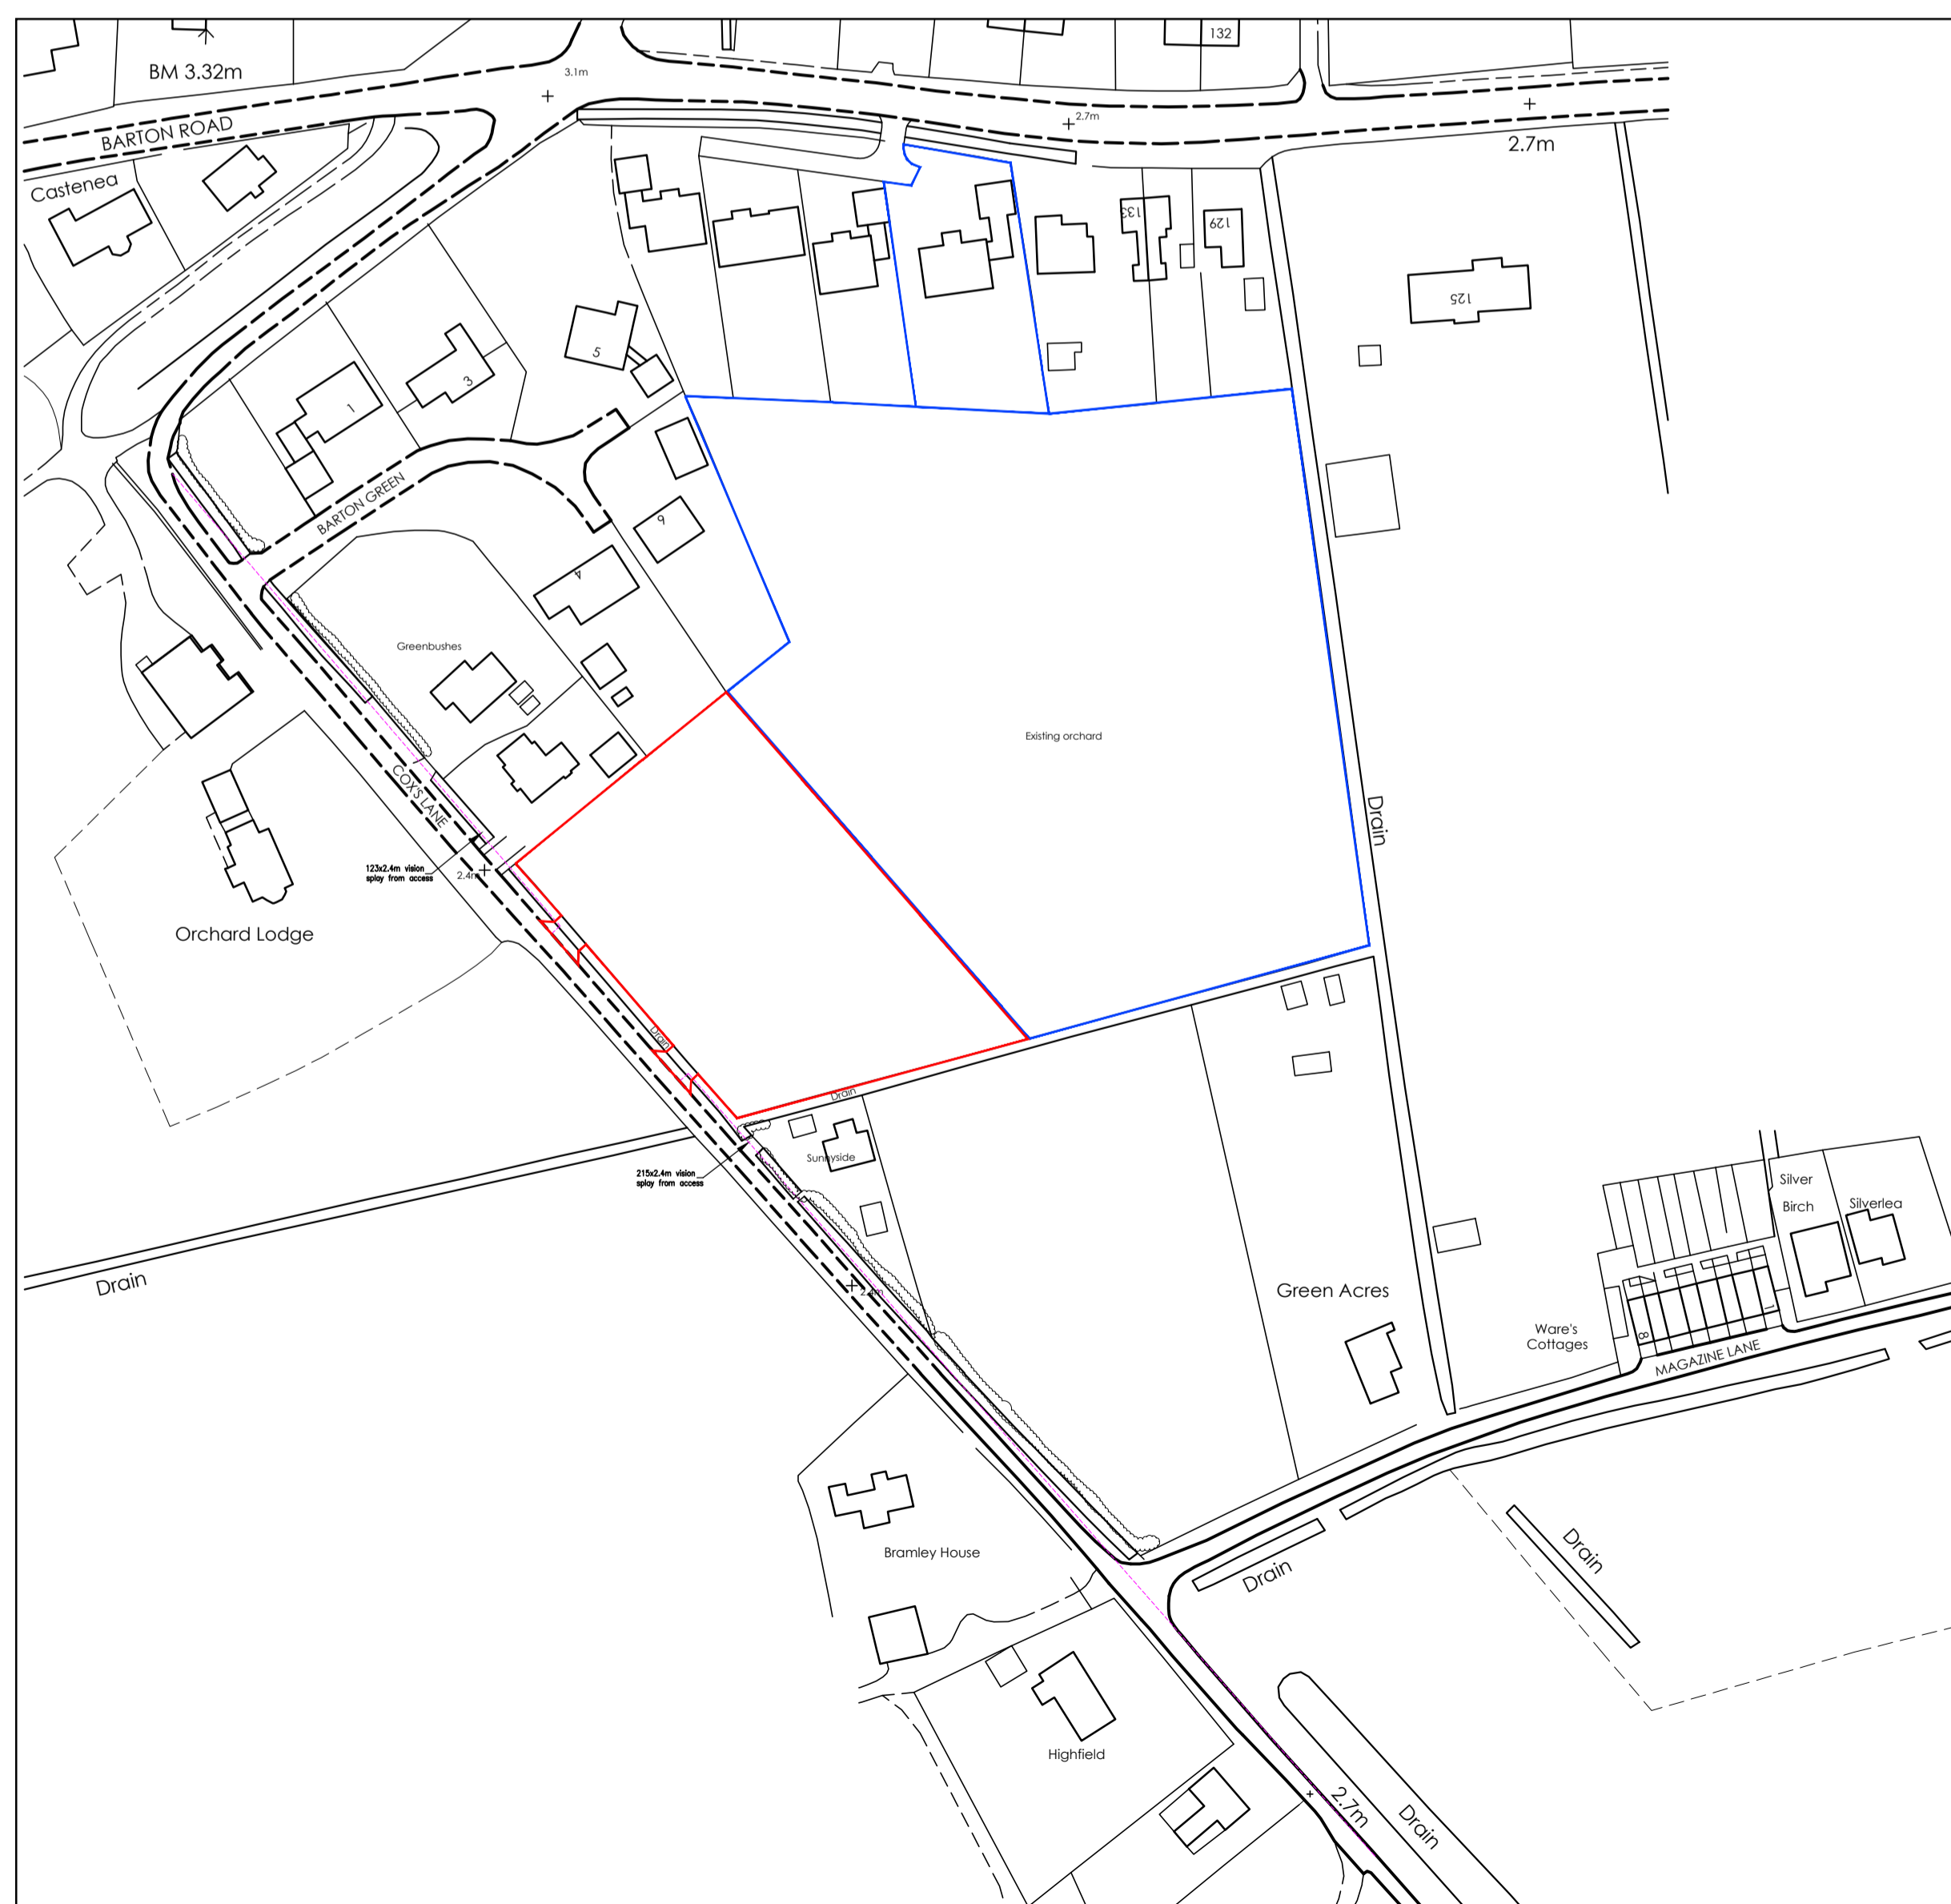 132
BM 3.32m
3.1m
2.7m
BARTON ROAD
2.7m
Castenea
133
129
125
5
3
1
BARTON GREEN
9
4
Greenbushes
Existing orchard
COX'S LANE
Drain
123x2.4m vision
splay from access
2.4m
Orchard Lodge
Drain
Drain
Sunnyside
215x2.4m vision
splay from access
Silver
Birch
Silverlea
Drain
2.4m
Green Acres
Ware's
Cottages
8
1
MAGAZINE LANE
Bramley House
Drain
Drain
Highfield
2.7m
Drain